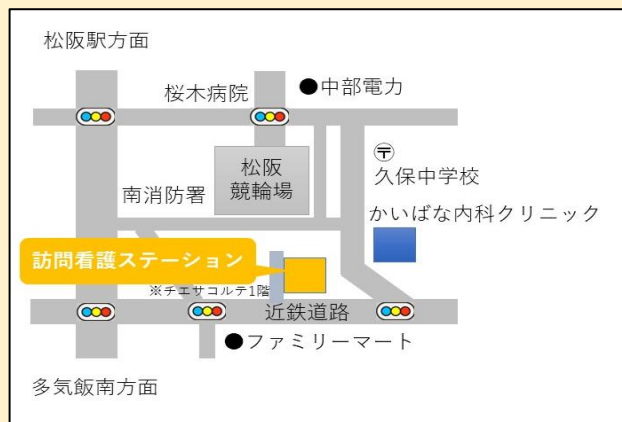 松阪駅方面
桜木病院
●中部電力
〒
久保中学校
松阪
競輪場
南消防署
かいばな内科クリニック
訪問看護ステーション
※チエサコルテ1階
近鉄道路
●ファミリーマート
多気飯南方面